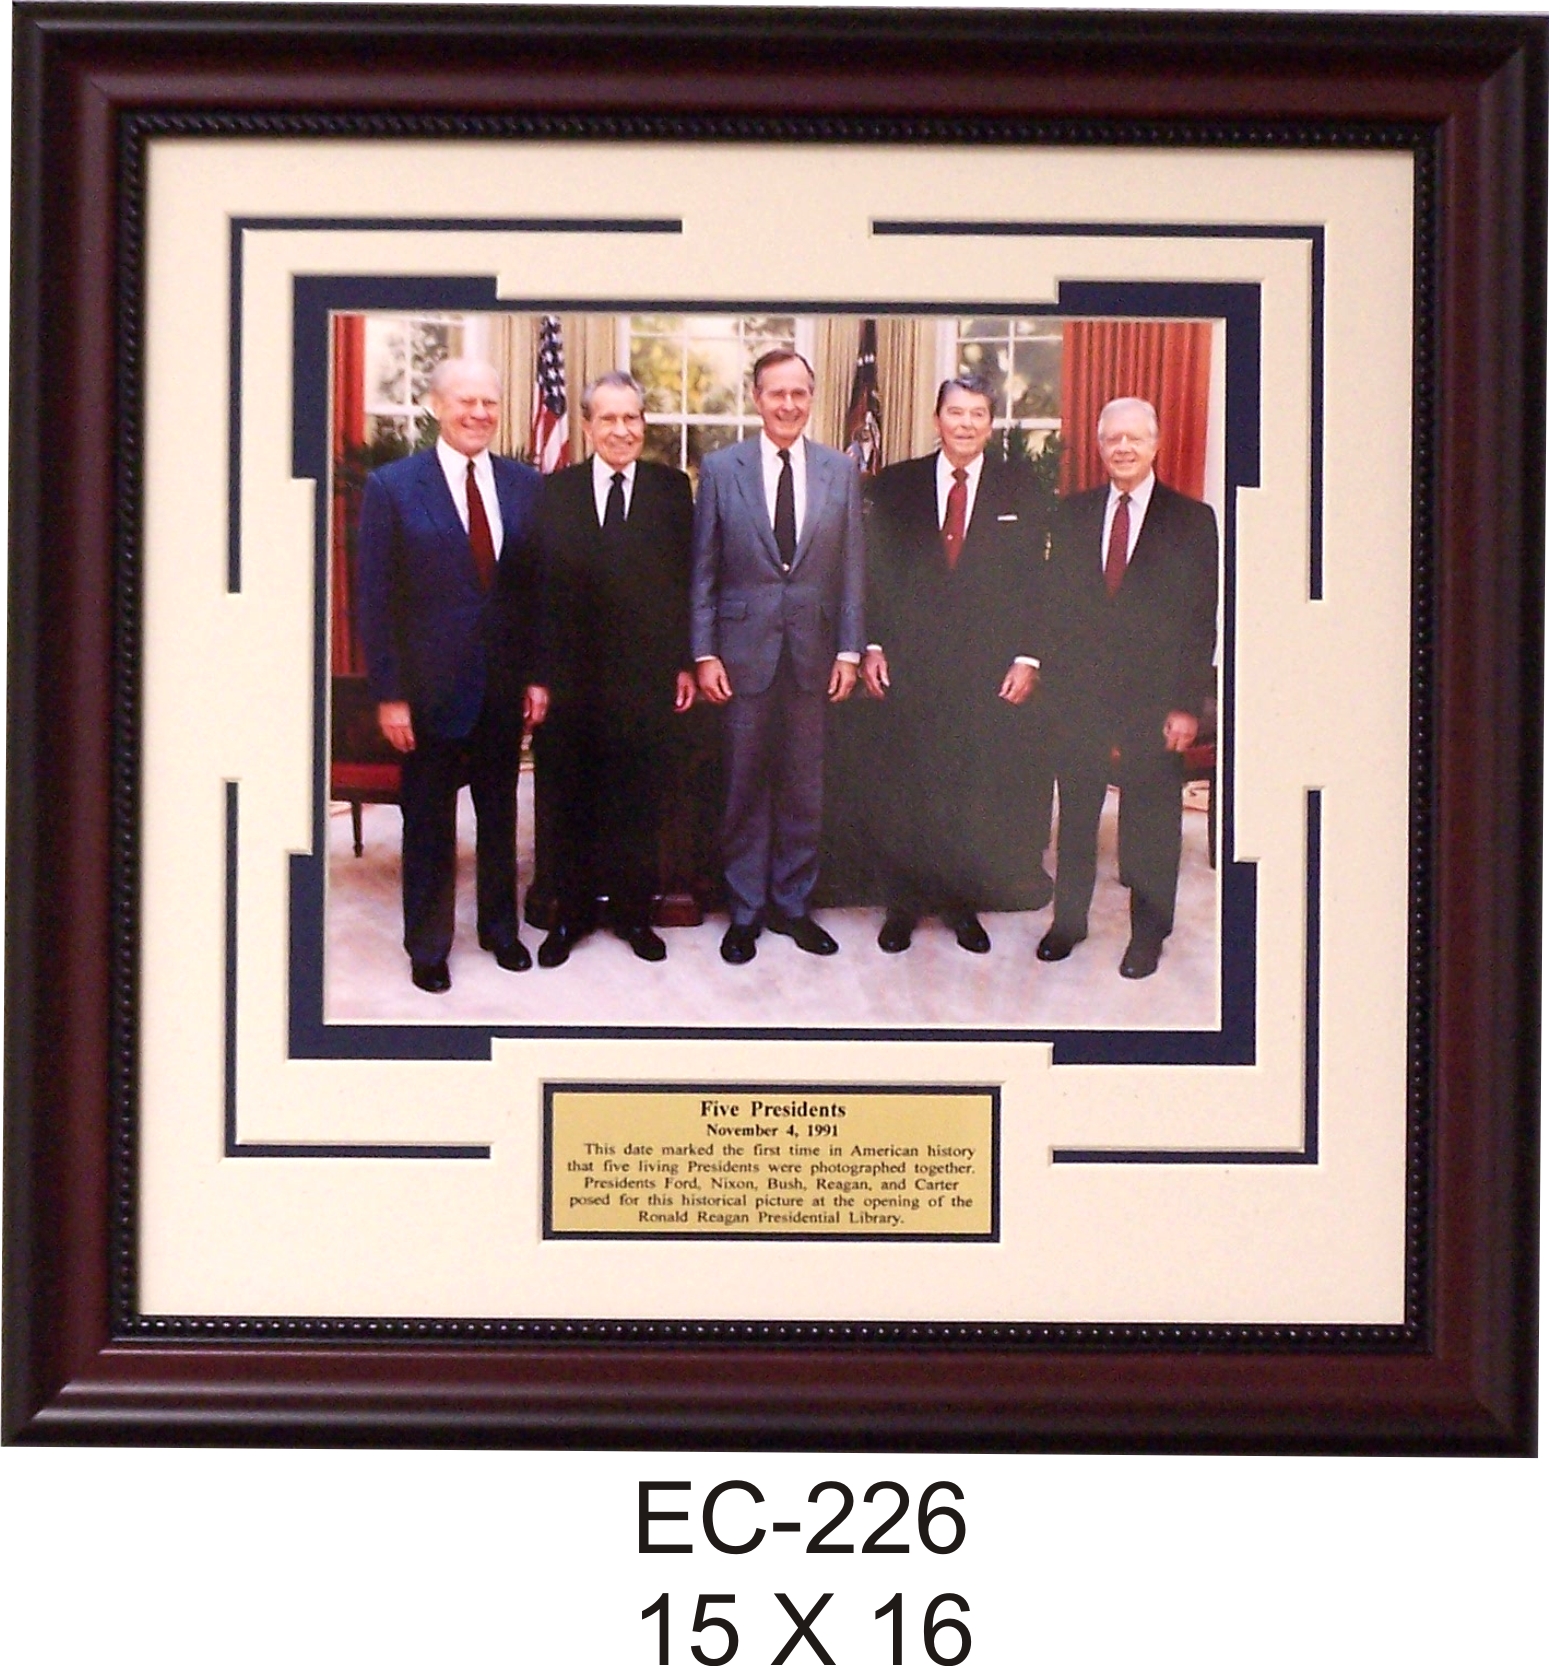 Five Presidents
November 4, 1991
This date marked the first time in American history
that five living Presidents were photographed together.
Presidents Ford, Nixon, Bush, Reagan, and Carter
posed for this historical picture at the opening of the
Ronald Reagan Presidential Library.
EC-226
15 X 16